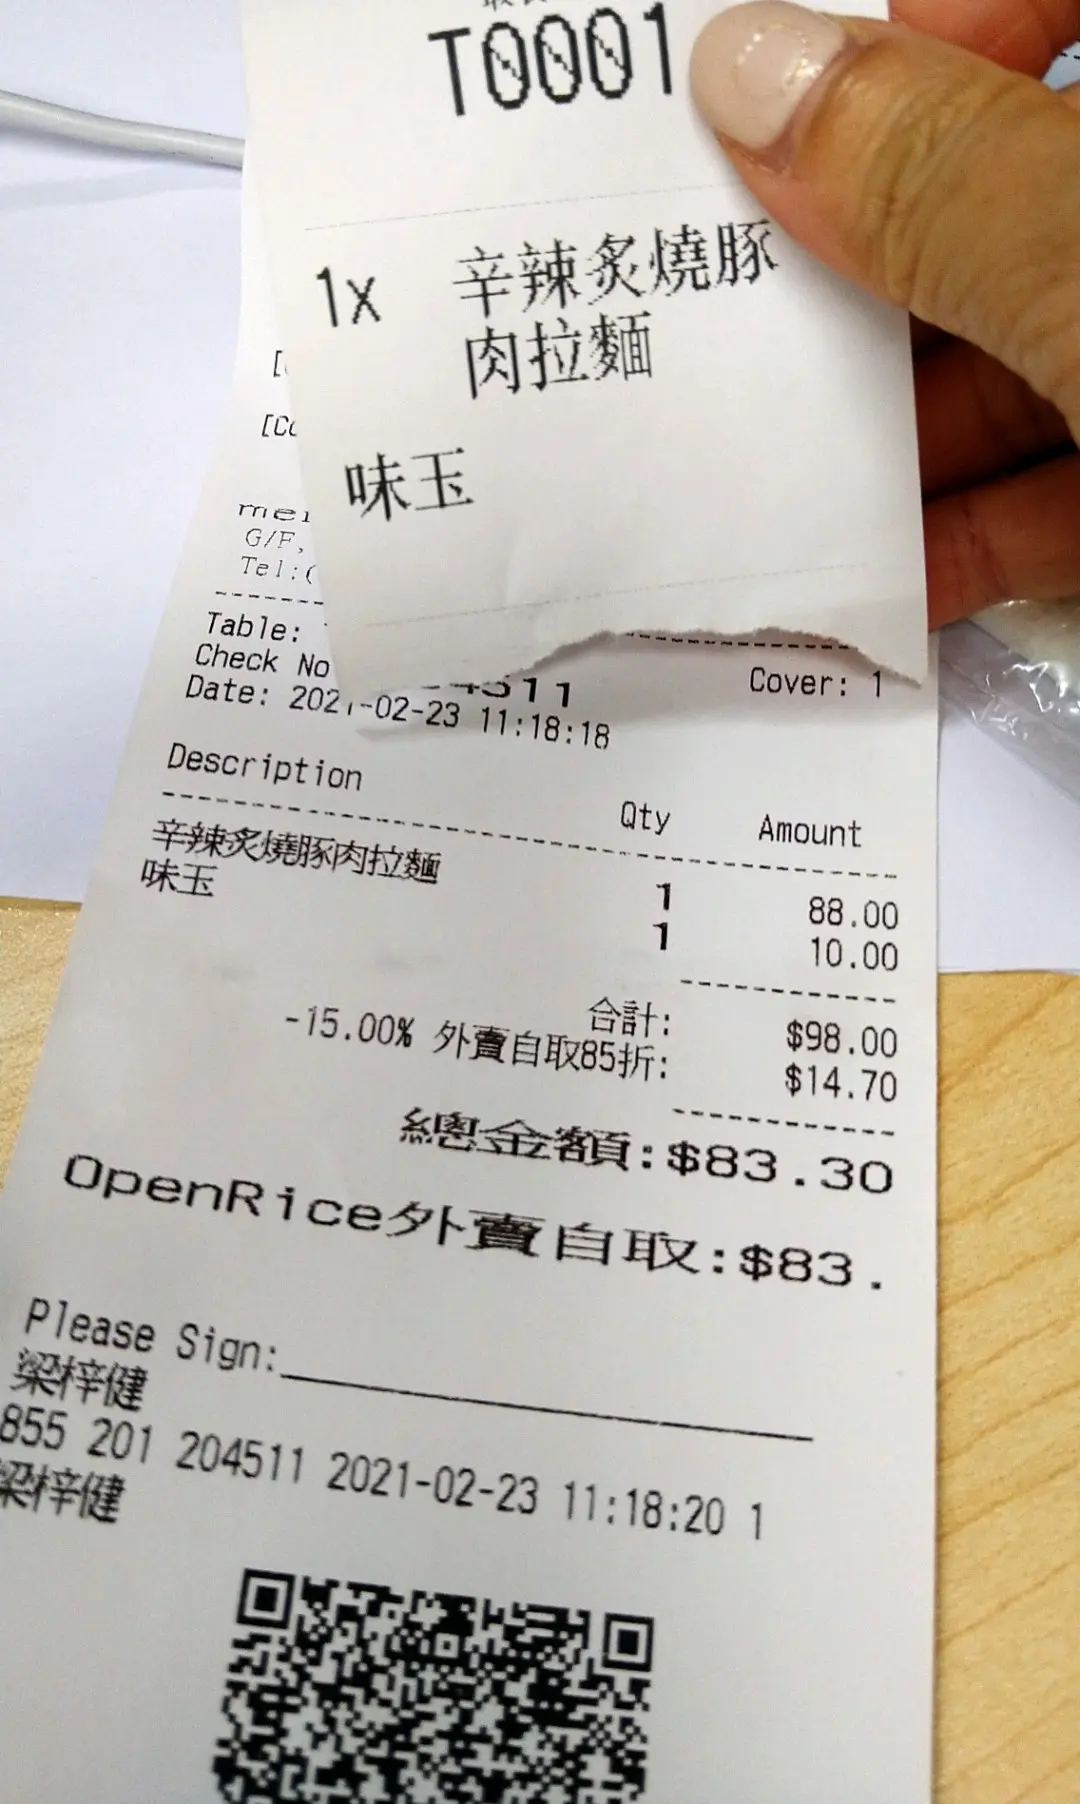 T0001
1x 辛辣炙燒豚
肉拉麵
味玉
G/F,
Tel:(
Table:
Check No 4511
Date: 2021-02-23 11:18:18
Cover: 1
Description Qty Amount
辛辣炙燒豚肉拉麵 1 88.00
味玉 1 10.00
合計: $98.00
-15.00% 外賣自取85折: $14.70
總金額:$83.30
OpenRice外賣自取:$83.
Please Sign:
梁梓健
855 201 204511 2021-02-23 11:18:20 1
梁梓健